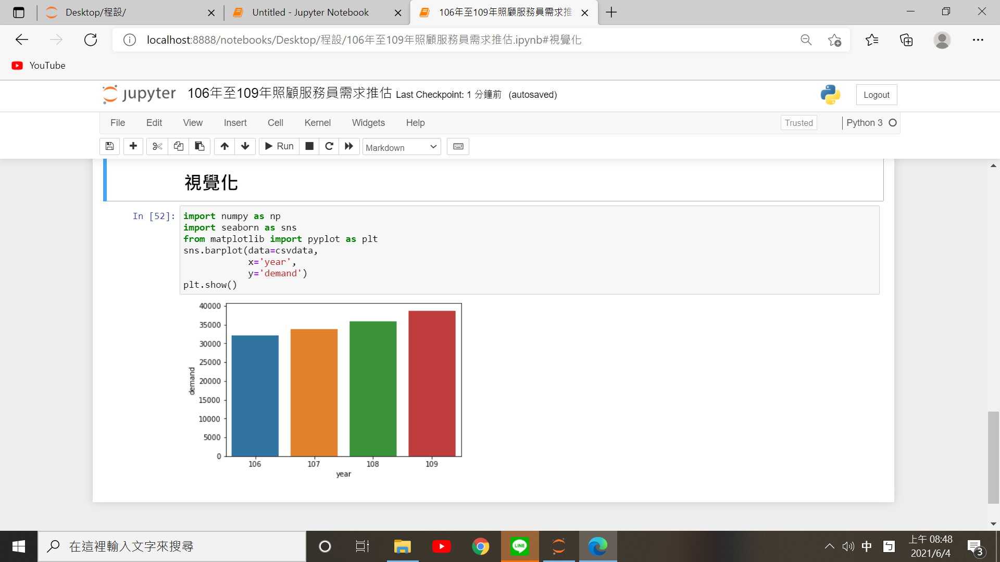 Desktop/程設/
Untitled - Jupyter Notebook
106年至109年照顧服務員需求推
localhost:8888/notebooks/Desktop/程設/106年至109年照顧服務員需求推估.ipynb#視覺化
YouTube
jupyter 106年至109年照顧服務員需求推估 Last Checkpoint: 1 分鐘前 (autosaved)
Logout
File Edit View Insert Cell Kernel Widgets Help
Trusted
Python 3
Run
Markdown
視覺化
In [52]:
import numpy as np
import seaborn as sns
from matplotlib import pyplot as plt
sns.barplot(data=csvdata,
x='year',
y='demand')
plt.show()
40000
35000
30000
25000
20000
15000
10000
5000
0
demand
106 107 108 109
year
在這裡輸入文字來搜尋
LINE
中
ㄅ
上午 08:48
2021/6/4
3